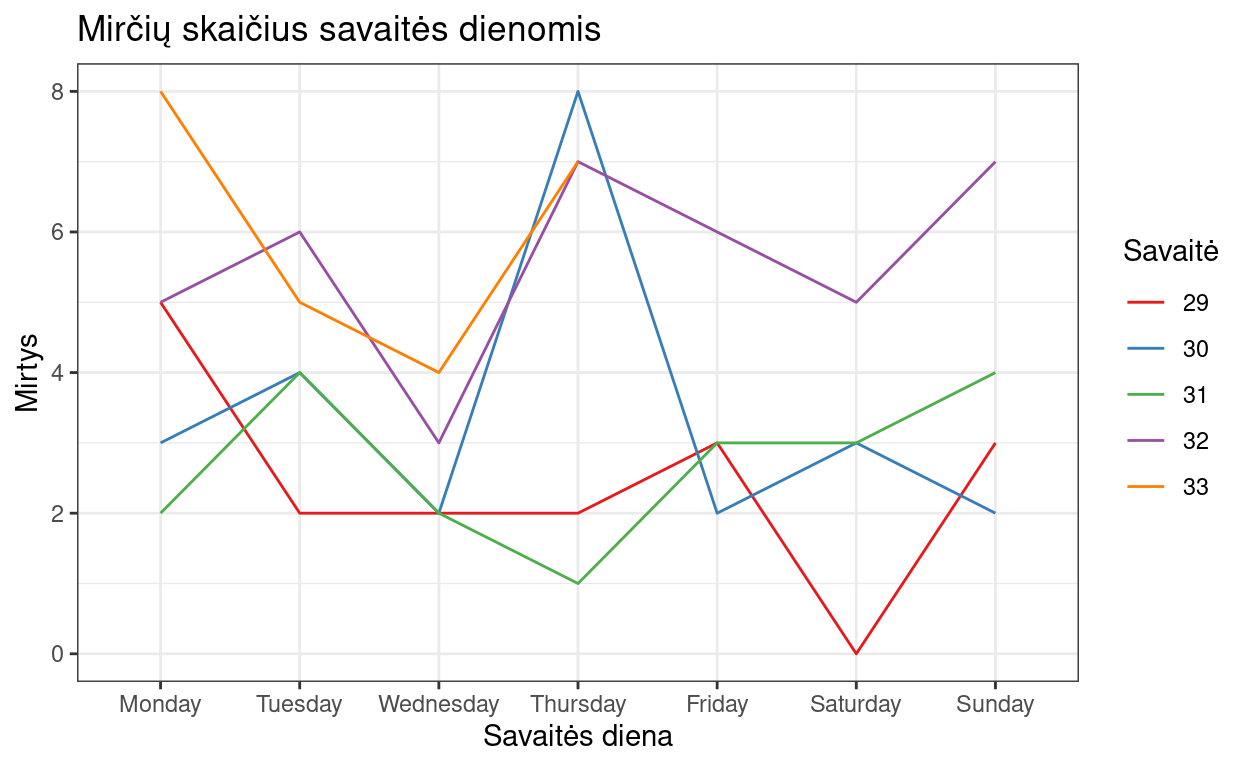 Mirčių skaičius savaitės dienomis
8
6
4
2
0
Mirtys
Monday Tuesday Wednesday Thursday Friday Saturday Sunday
Savaitės diena
Savaitė
29
30
31
32
33